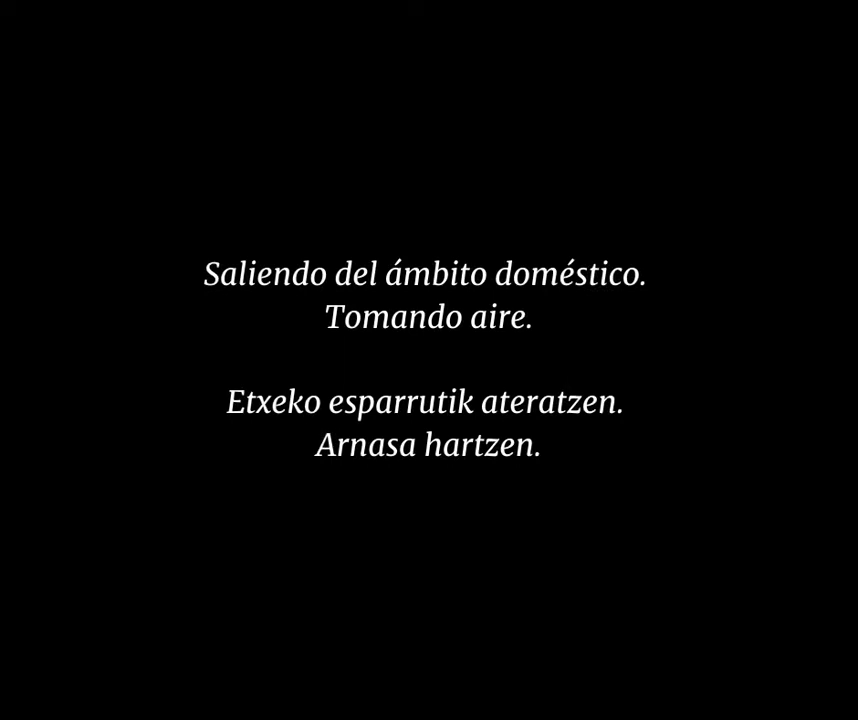 Saliendo del ámbito doméstico.
Tomando aire.
Etxeko esparrutik ateratzen.
Arnasa hartzen.